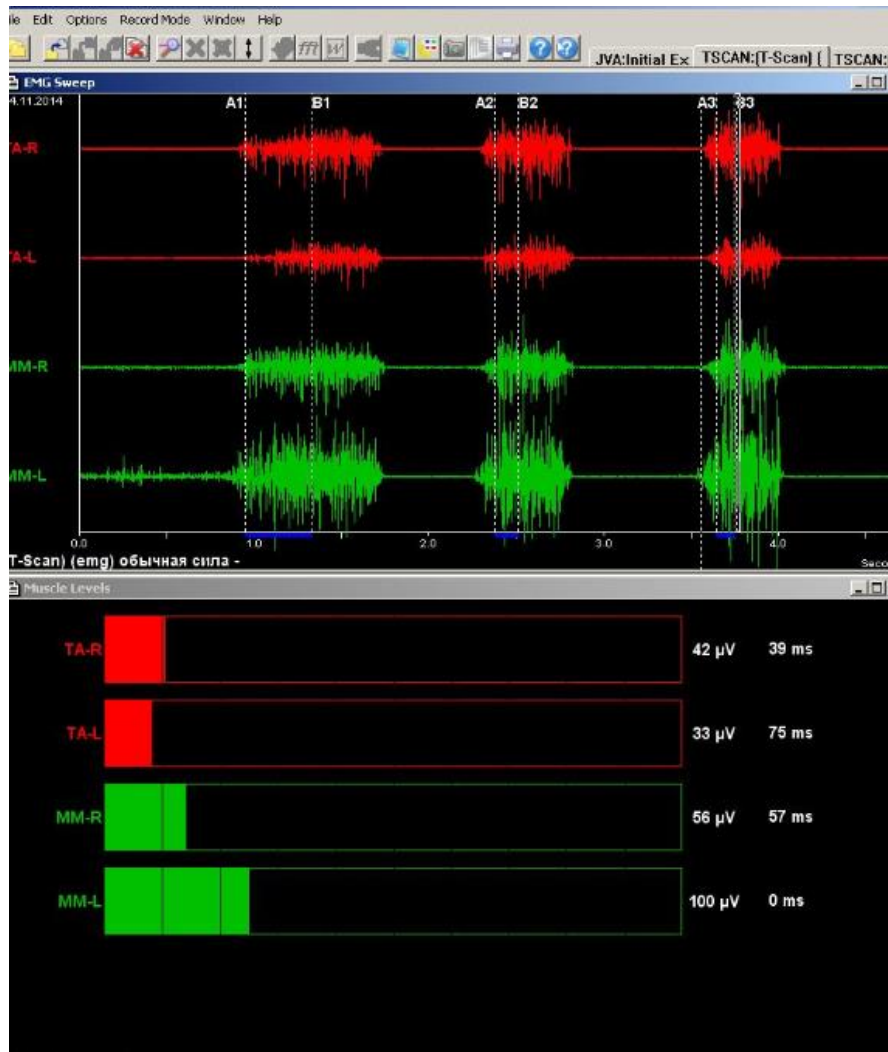 ile Edit Options Record Mode Window Help
fft W
JVA:Initial Ex TSCAN:(T-Scan) ( TSCAN:
EMG Sweep
4.11.2014 A1 B1 A2 B2 A3 B3
TA-R
TA-L
MM-R
MM-L
0.0 1.0 2.0 3.0 4.0
T-Scan) (emg) обычная сила - Seco
Muscle Levels
TA-R 42 µV 39 ms
TA-L 33 µV 75 ms
MM-R 56 µV 57 ms
MM-L 100 µV 0 ms